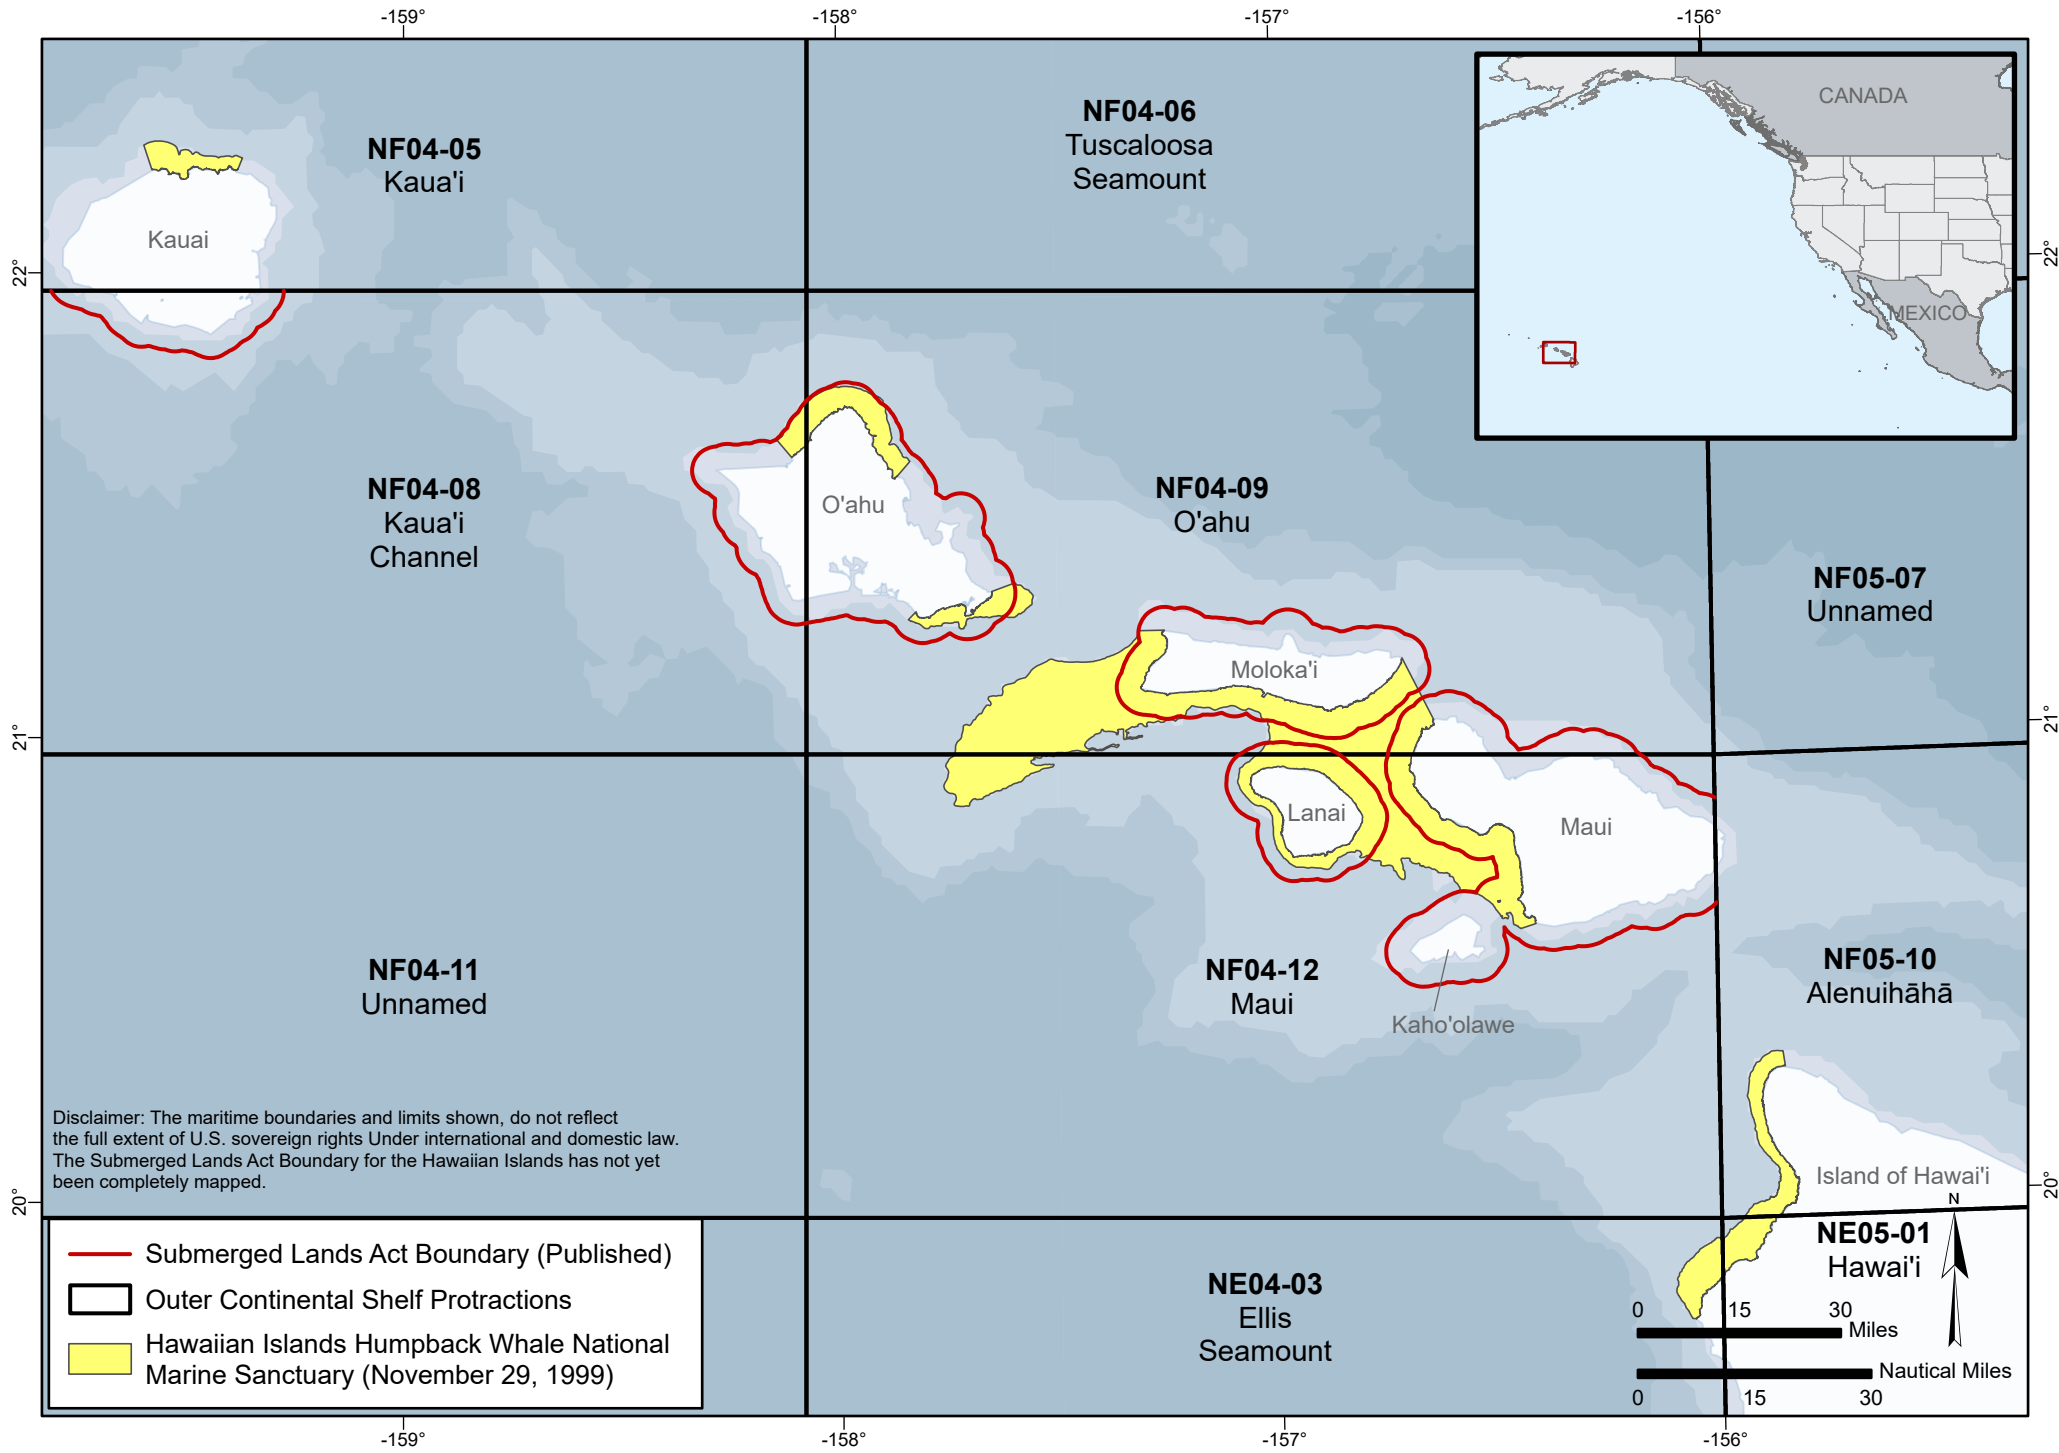 -159°
-158°
-157°
-156°
NF04-05
Kaua'i
NF04-06
Tuscaloosa
Seamount
CANADA
MEXICO
Kauai
22°
22°
NF04-08
Kaua'i
Channel
O'ahu
NF04-09
O'ahu
NF05-07
Unnamed
Moloka'i
21°
21°
Lanai
Maui
NF04-11
Unnamed
NF04-12
Maui
Kaho'olawe
NF05-10
Alenuihāhā
Disclaimer: The maritime boundaries and limits shown, do not reflect
the full extent of U.S. sovereign rights Under international and domestic law.
The Submerged Lands Act Boundary for the Hawaiian Islands has not yet
been completely mapped.
Island of Hawai'i
20°
20°
N
NE05-01
Hawai'i
Submerged Lands Act Boundary (Published)
Outer Continental Shelf Protractions
Hawaiian Islands Humpback Whale National
Marine Sanctuary (November 29, 1999)
NE04-03
Ellis
Seamount
0 15 30
Miles
Nautical Miles
0 15 30
-159°
-158°
-157°
-156°